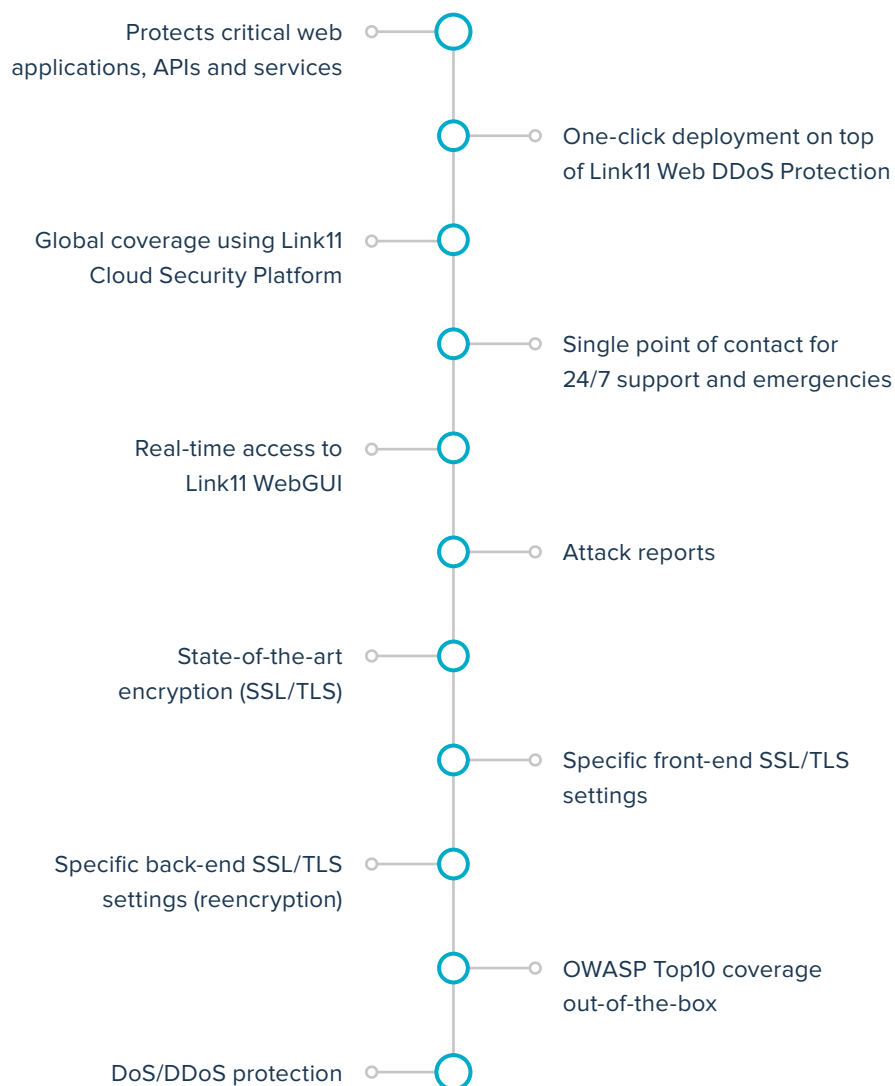 Protects critical web
applications, APIs and services
One-click deployment on top
of Link11 Web DDoS Protection
Global coverage using Link11
Cloud Security Platform
Single point of contact for
24/7 support and emergencies
Real-time access to
Link11 WebGUI
Attack reports
State-of-the-art
encryption (SSL/TLS)
Specific front-end SSL/TLS
settings
Specific back-end SSL/TLS
settings (reencryption)
OWASP Top10 coverage
out-of-the-box
DoS/DDoS protection